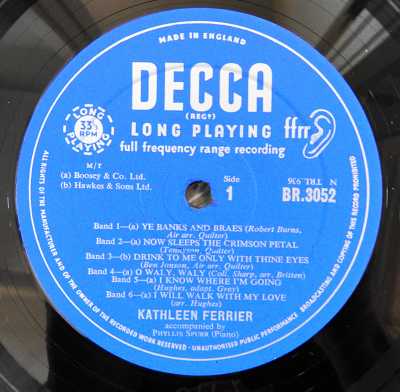 MADE IN ENGLAND
DECCA
(REGᴰ)
LONG PLAYING ffrr
full frequency range recording
LONG PLAYING
33⅓
RPM
M/T
(a) Boosey & Co. Ltd.
(b) Hawkes & Sons Ltd.
Side
1
N TRL.936
BR.3052
Band 1—(a) YE BANKS AND BRAES (Robert Burns,
Air arr. Quilter)
Band 2—(a) NOW SLEEPS THE CRIMSON PETAL
(Tennyson, Quilter)
Band 3—(b) DRINK TO ME ONLY WITH THINE EYES
(Ben Jonson, Air arr. Quilter)
Band 4—(a) O WALY, WALY (Coll. Sharp, arr. Britten)
Band 5—(a) I KNOW WHERE I'M GOING
(Hughes, adapt. Gray)
Band 6—(a) I WILL WALK WITH MY LOVE
(arr. Hughes)
KATHLEEN FERRIER
accompanied by
PHYLLIS SPURR (Piano)
ALL RIGHTS OF THE MANUFACTURER AND OF THE OWNER OF THE RECORDED WORK RESERVED · UNAUTHORISED PUBLIC PERFORMANCE BROADCASTING AND COPYING OF THIS RECORD PROHIBITED